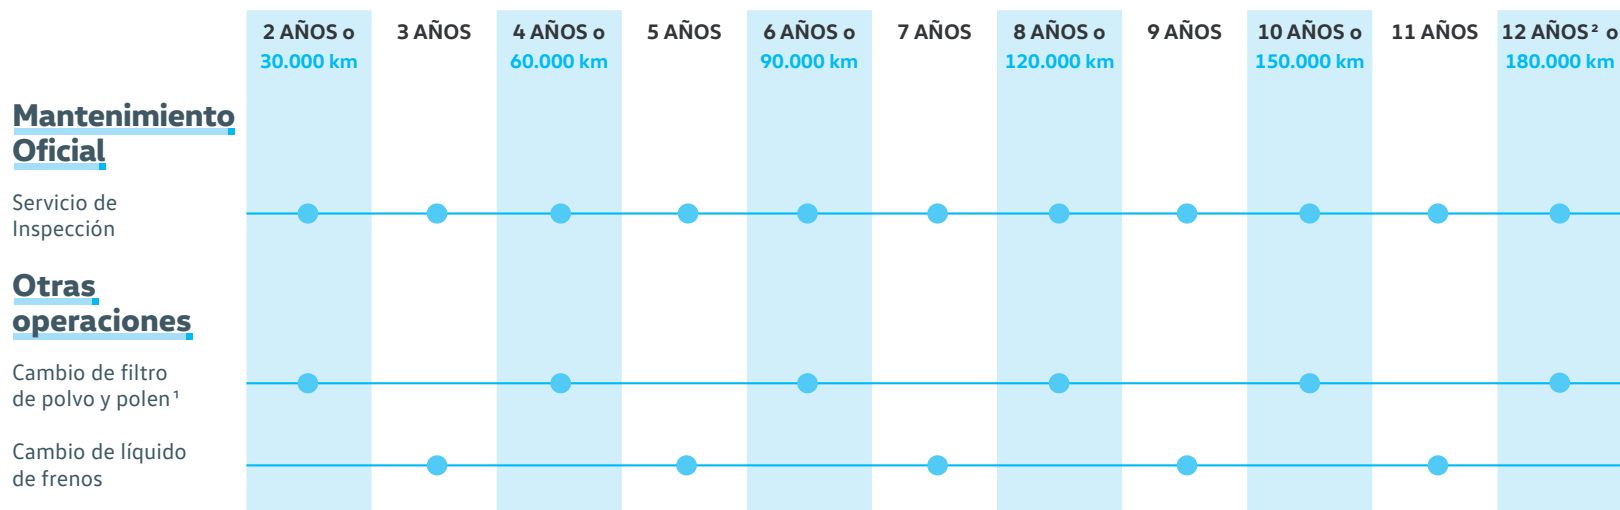 2 AÑOS o
30.000 km
3 AÑOS
4 AÑOS o
60.000 km
5 AÑOS
6 AÑOS o
90.000 km
7 AÑOS
8 AÑOS o
120.000 km
9 AÑOS
10 AÑOS o
150.000 km
11 AÑOS
12 AÑOS² o
180.000 km
Mantenimiento
Oficial
Servicio de
Inspección
Otras
operaciones
Cambio de filtro
de polvo y polen¹
Cambio de líquido
de frenos